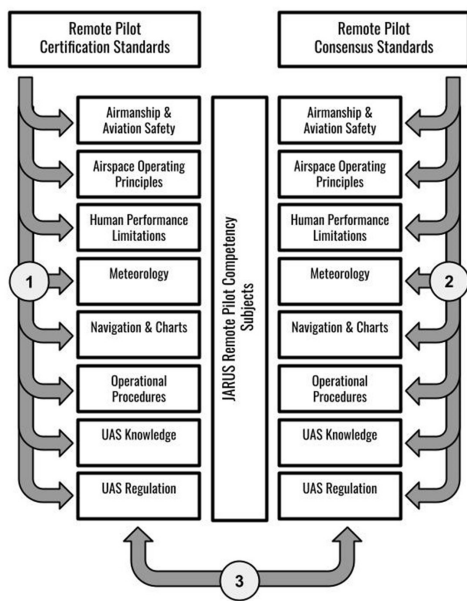 Remote Pilot
Certification Standards
Remote Pilot
Consensus Standards
Airmanship &
Aviation Safety
Airspace Operating
Principles
Human Performance
Limitations
1
Meteorology
Navigation & Charts
Operational
Procedures
UAS Knowledge
UAS Regulation
JARUS Remote Pilot Competency
Subjects
Airmanship &
Aviation Safety
Airspace Operating
Principles
Human Performance
Limitations
Meteorology
2
Navigation & Charts
Operational
Procedures
UAS Knowledge
UAS Regulation
3